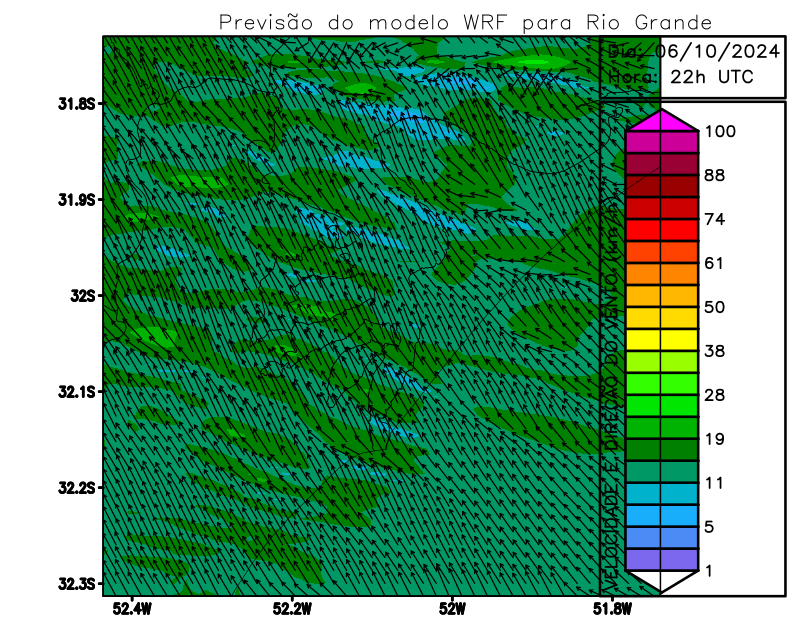 Previsão do modelo WRF para Rio Grande
Dia: 06/10/2024
Hora: 22h UTC
VELOCIDADE E DIREÇÃO DO VENTO (km/h)
100
88
74
61
50
38
28
19
11
5
1
31.8S
31.9S
32S
32.1S
32.2S
32.3S
52.4W
52.2W
52W
51.8W